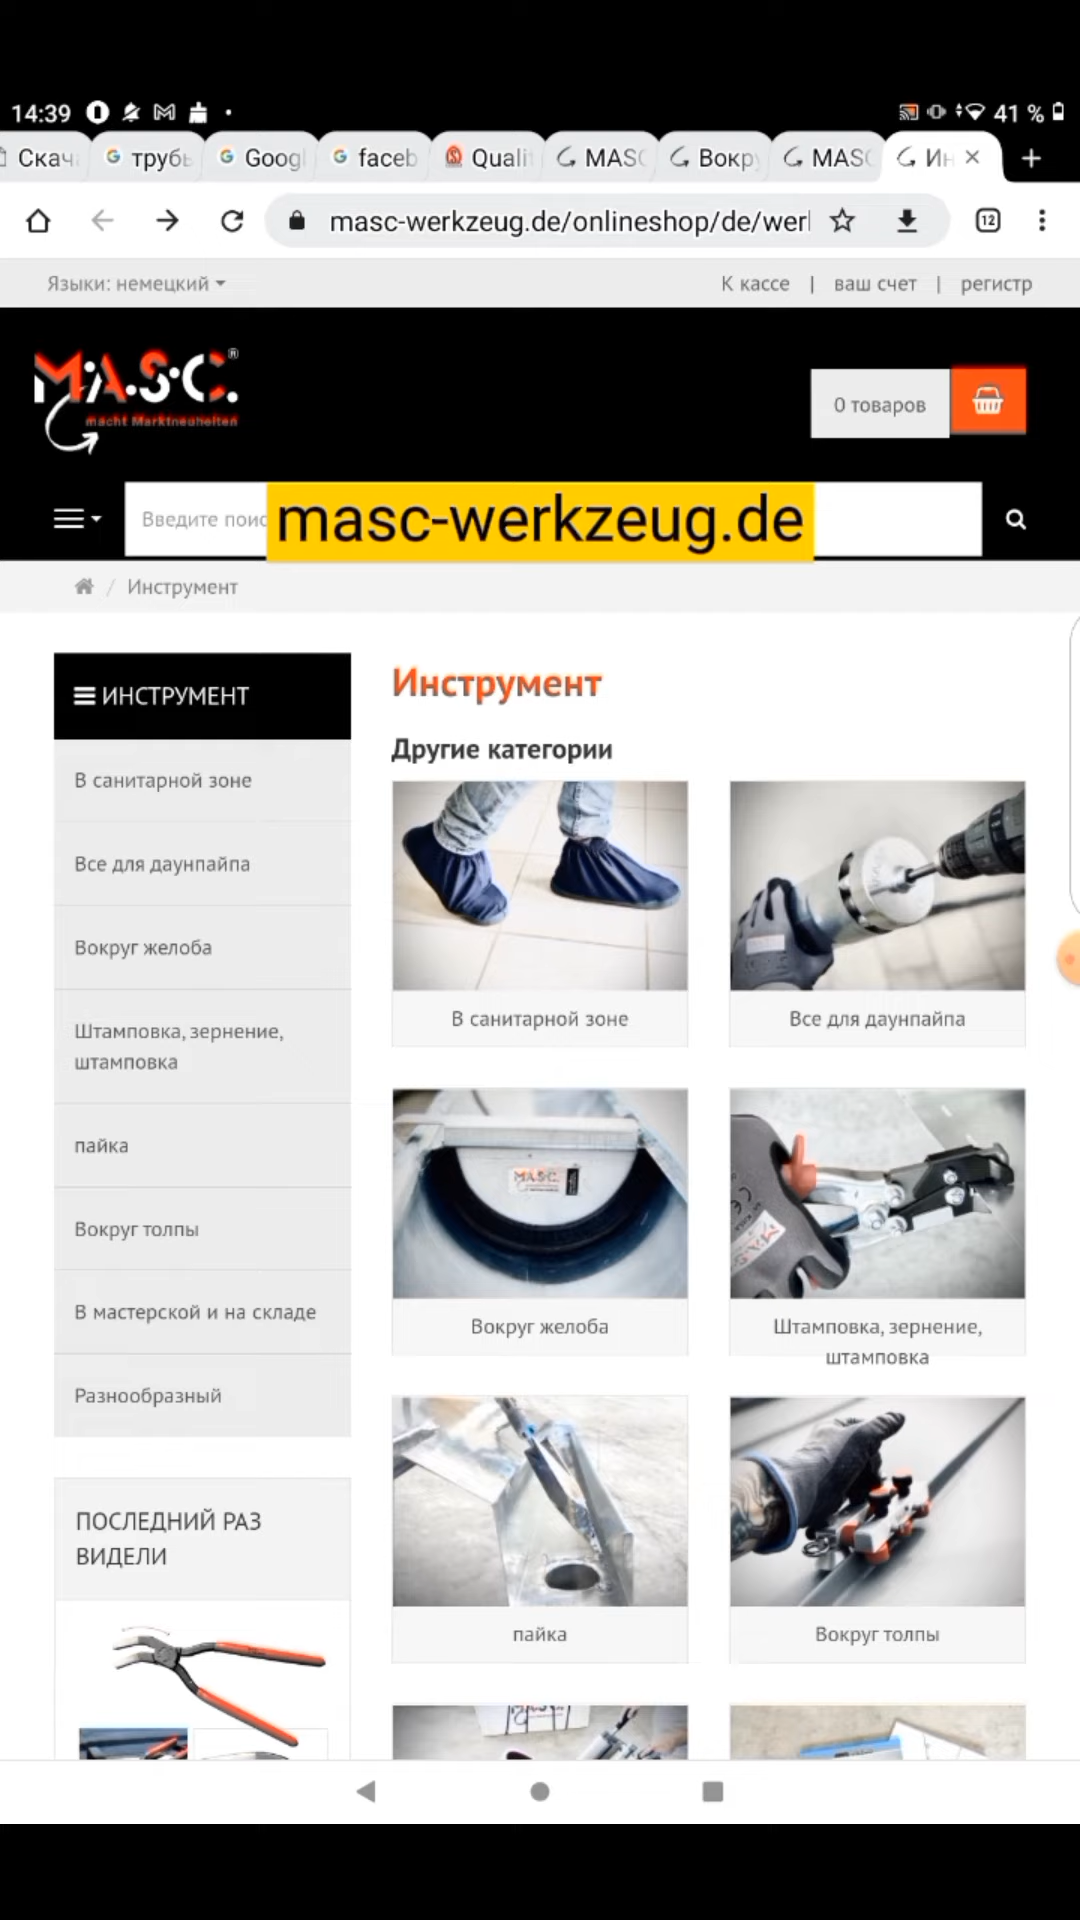 14:39
41 %
Скача
трубь
Googl
faceb
Quali
MASC
Вокру
MASC
Ин
masc-werkzeug.de/onlineshop/de/werl
12
Языки: немецкий
К кассе | ваш счет | регистр
M.A.S.C.®
macht Marktneuheiten
0 товаров
Введите поис
masc-werkzeug.de
/ Инструмент
ИНСТРУМЕНТ
В санитарной зоне
Все для даунпайпа
Вокруг желоба
Штамповка, зернение,
штамповка
пайка
Вокруг толпы
В мастерской и на складе
Разнообразный
ПОСЛЕДНИЙ РАЗ
ВИДЕЛИ
Инструмент
Другие категории
В санитарной зоне
Все для даунпайпа
M.A.S.C.
Вокруг желоба
Штамповка, зернение,
штамповка
пайка
Вокруг толпы